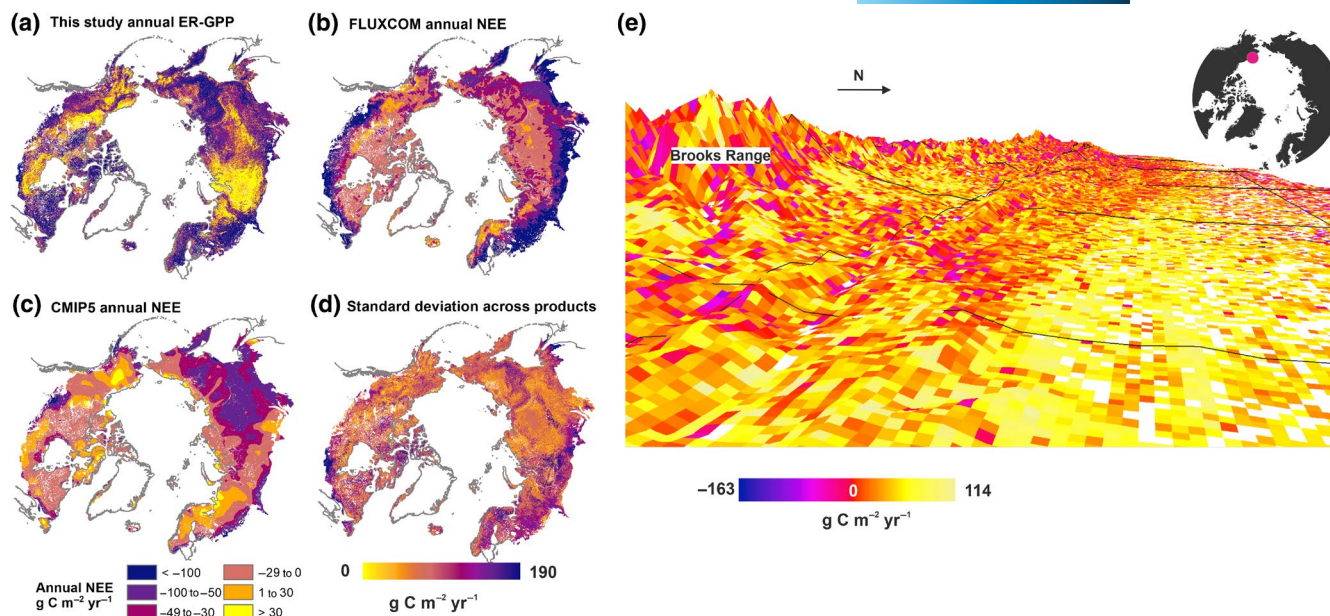 (a) This study annual ER-GPP
(b) FLUXCOM annual NEE
(c) CMIP5 annual NEE
(d) Standard deviation across products
Annual NEE
g C m⁻² yr⁻¹
< –100
–100 to –50
–49 to –30
–29 to 0
1 to 30
> 30
0
190
g C m⁻² yr⁻¹
(e)
N
Brooks Range
–163
0
114
g C m⁻² yr⁻¹